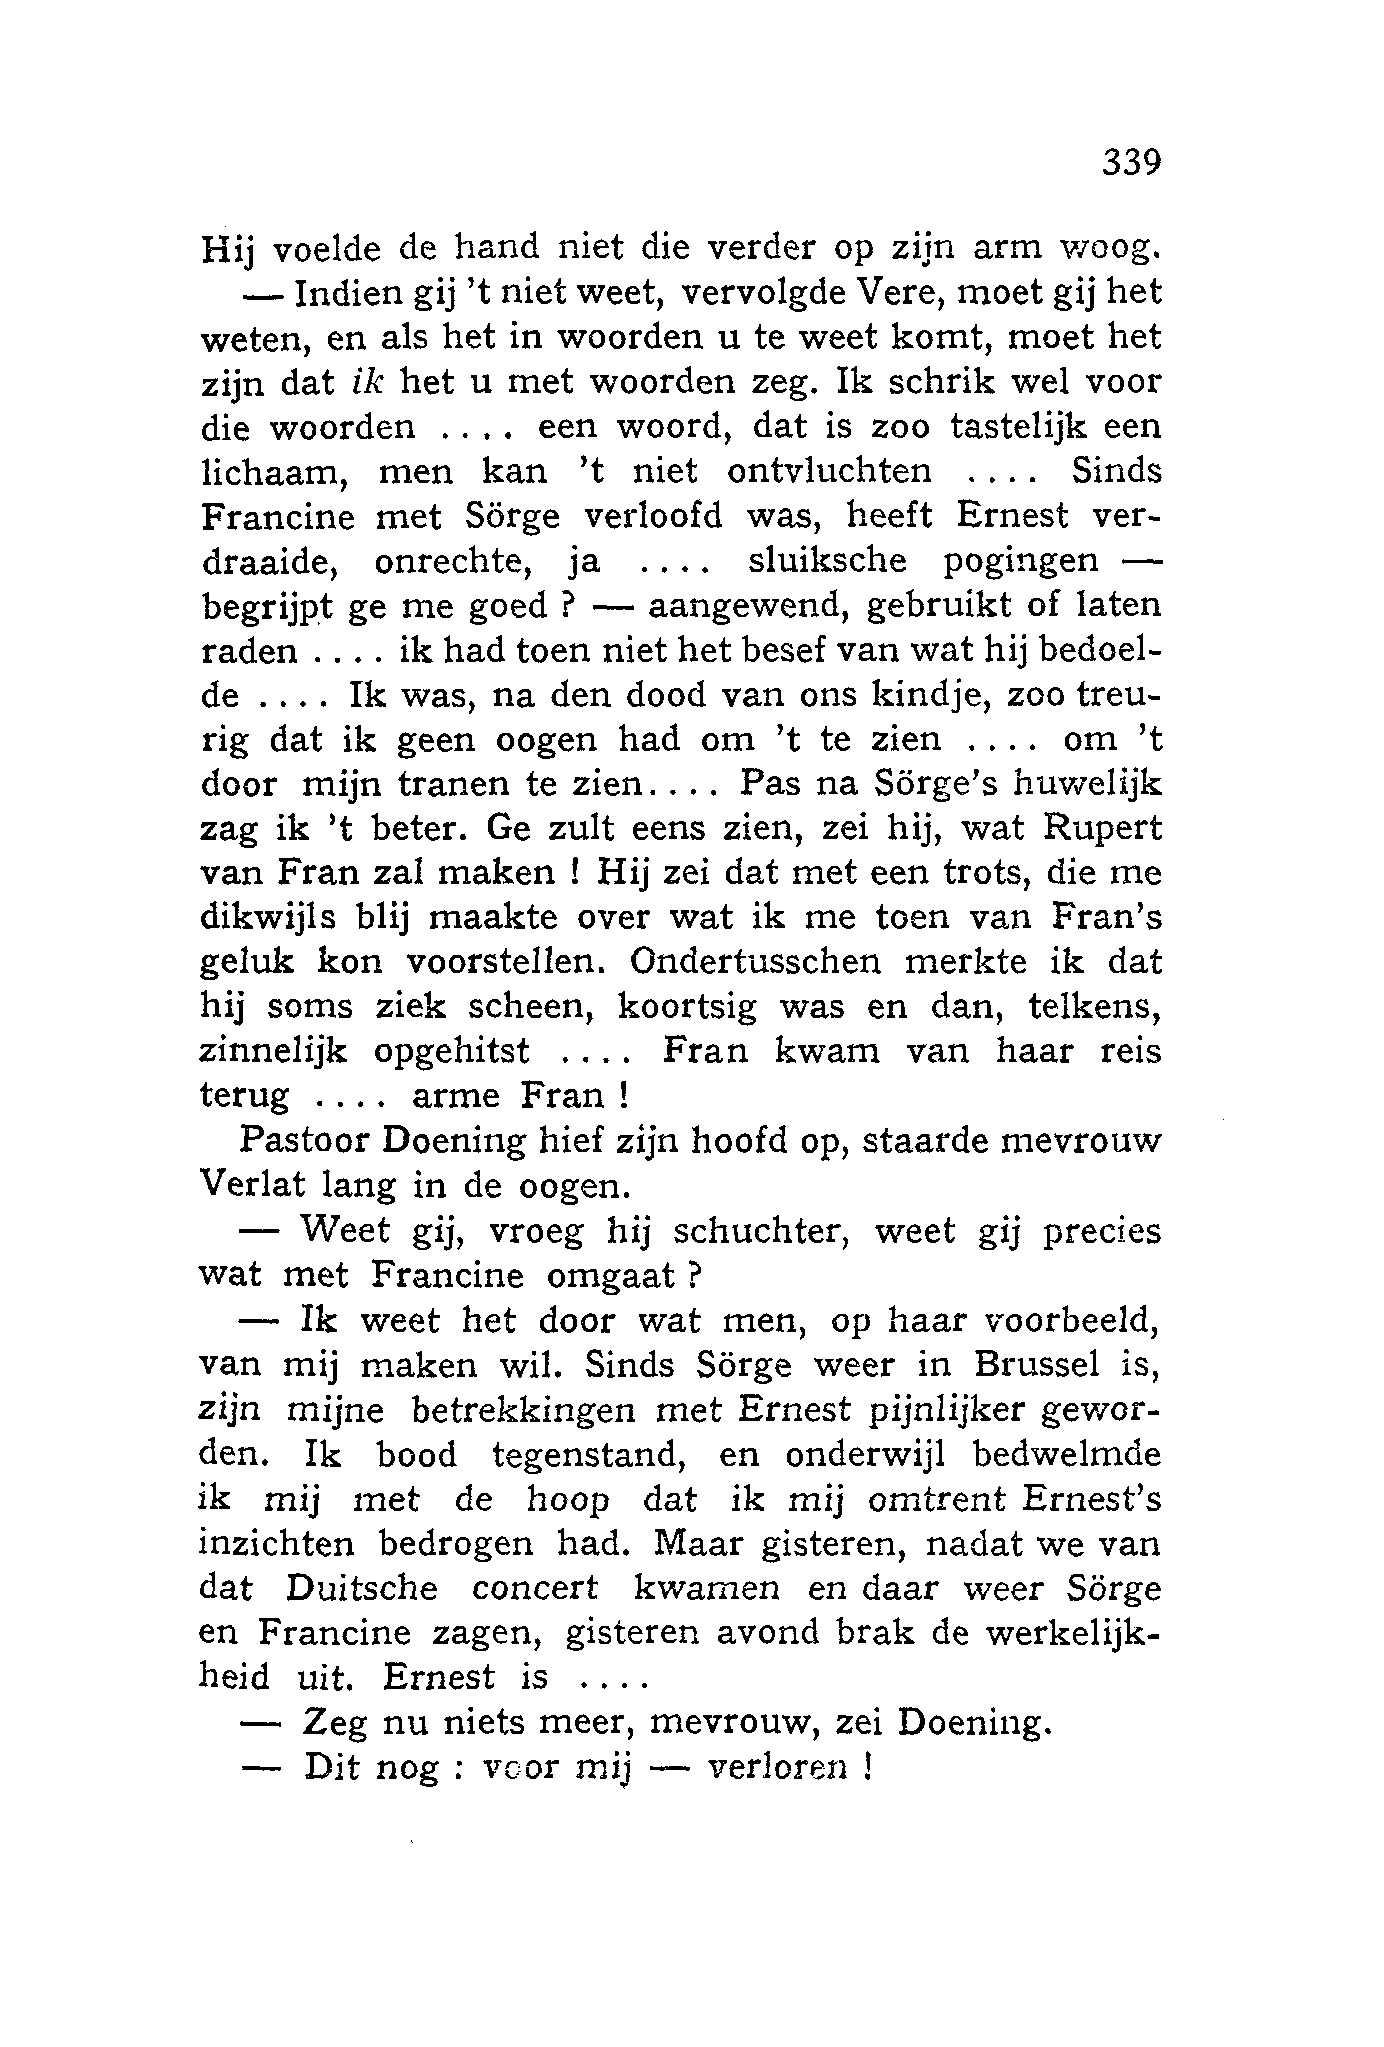 339
Hij voelde de hand niet die verder op zijn arm woog.
— Indien gij 't niet weet, vervolgde Vere, moet gij het
weten, en als het in woorden u te weet komt, moet het
zijn dat ik het u met woorden zeg. Ik schrik wel voor
die woorden .... een woord, dat is zoo tastelijk een
lichaam, men kan 't niet ontvluchten .... Sinds
Francine met Sörge verloofd was, heeft Ernest ver-
draaide, onrechte, ja .... sluiksche pogingen —
begrijpt ge me goed ? — aangewend, gebruikt of laten
raden .... ik had toen niet het besef van wat hij bedoel-
de .... Ik was, na den dood van ons kindje, zoo treu-
rig dat ik geen oogen had om 't te zien .... om 't
door mijn tranen te zien.... Pas na Sörge's huwelijk
zag ik 't beter. Ge zult eens zien, zei hij, wat Rupert
van Fran zal maken ! Hij zei dat met een trots, die me
dikwijls blij maakte over wat ik me toen van Fran's
geluk kon voorstellen. Ondertusschen merkte ik dat
hij soms ziek scheen, koortsig was en dan, telkens,
zinnelijk opgehitst .... Fran kwam van haar reis
terug .... arme Fran !
Pastoor Doening hief zijn hoofd op, staarde mevrouw
Verlat lang in de oogen.
— Weet gij, vroeg hij schuchter, weet gij precies
wat met Francine omgaat ?
— Ik weet het door wat men, op haar voorbeeld,
van mij maken wil. Sinds Sörge weer in Brussel is,
zijn mijne betrekkingen met Ernest pijnlijker gewor-
den. Ik bood tegenstand, en onderwijl bedwelmde
ik mij met de hoop dat ik mij omtrent Ernest's
inzichten bedrogen had. Maar gisteren, nadat we van
dat Duitsche concert kwamen en daar weer Sörge
en Francine zagen, gisteren avond brak de werkelijk-
heid uit. Ernest is ....
— Zeg nu niets meer, mevrouw, zei Doening.
— Dit nog : voor mij — verloren !